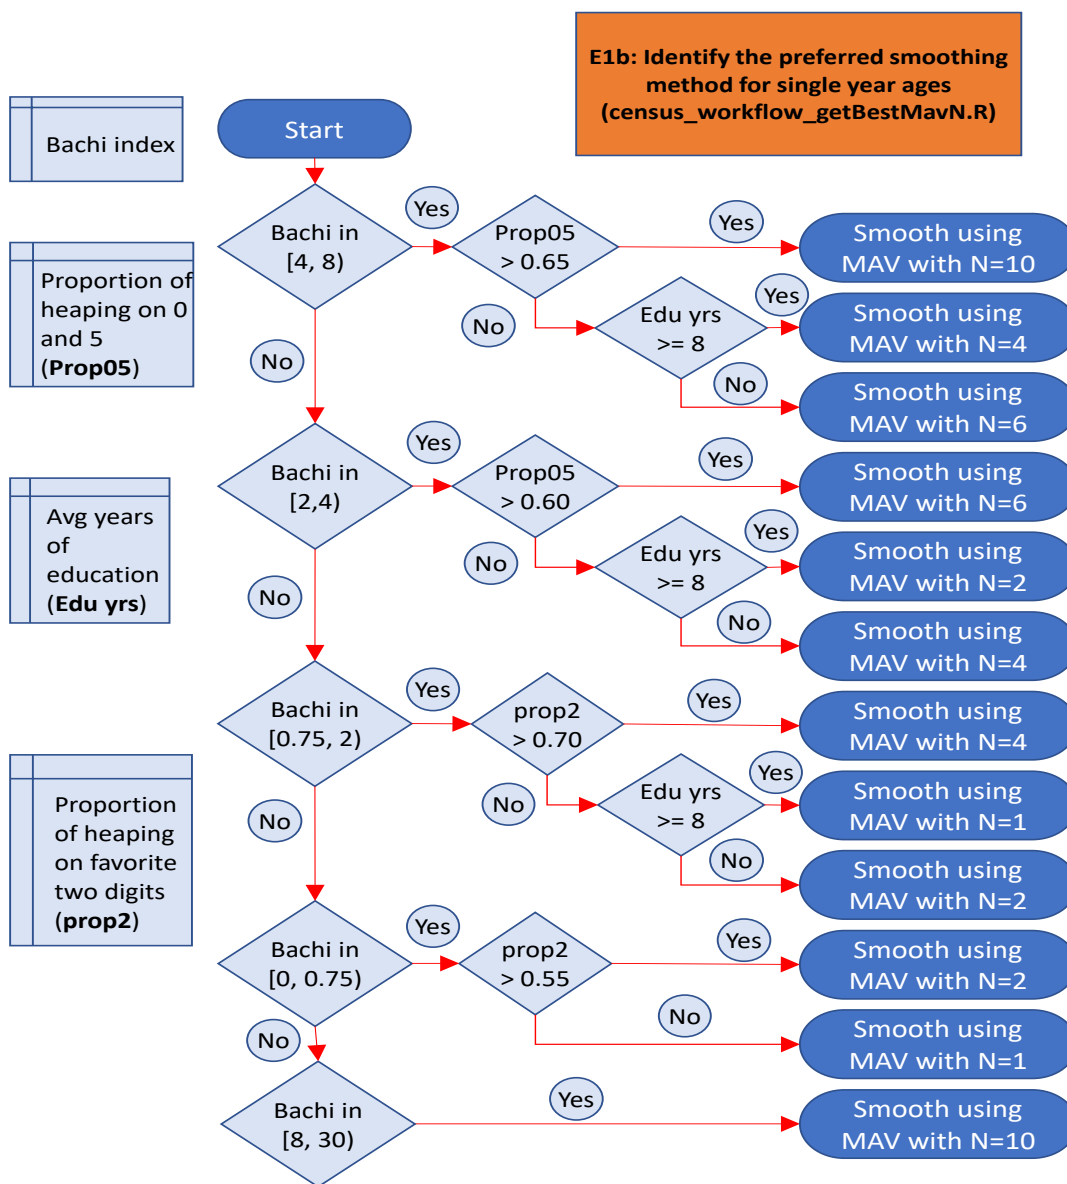 E1b: Identify the preferred smoothing
method for single year ages
(census_workflow_getBestMavN.R)
Bachi index
Start
Proportion of
heaping on 0
and 5
(Prop05)
Avg years
of
education
(Edu yrs)
Proportion
of heaping
on favorite
two digits
(prop2)
Bachi in
[4, 8)
Yes
Prop05
> 0.65
Yes
Smooth using
MAV with N=10
No
Edu yrs
>= 8
Yes
Smooth using
MAV with N=4
No
Smooth using
MAV with N=6
No
Bachi in
[2,4)
Yes
Prop05
> 0.60
Yes
Smooth using
MAV with N=6
No
Edu yrs
>= 8
Yes
Smooth using
MAV with N=2
No
Smooth using
MAV with N=4
No
Bachi in
[0.75, 2)
Yes
prop2
> 0.70
Yes
Smooth using
MAV with N=4
No
Edu yrs
>= 8
Yes
Smooth using
MAV with N=1
No
Smooth using
MAV with N=2
No
Bachi in
[0, 0.75)
Yes
prop2
> 0.55
Yes
Smooth using
MAV with N=2
No
Smooth using
MAV with N=1
No
Bachi in
[8, 30)
Yes
Smooth using
MAV with N=10